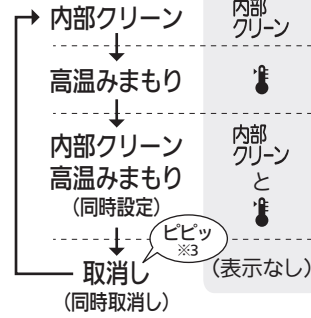 内部クリーン
内部
クリーン
高温みまもり
内部クリーン
高温みまもり
(同時設定)
内部
クリーン
と
ピピッ
※3
取消し
(同時取消し)
(表示なし)